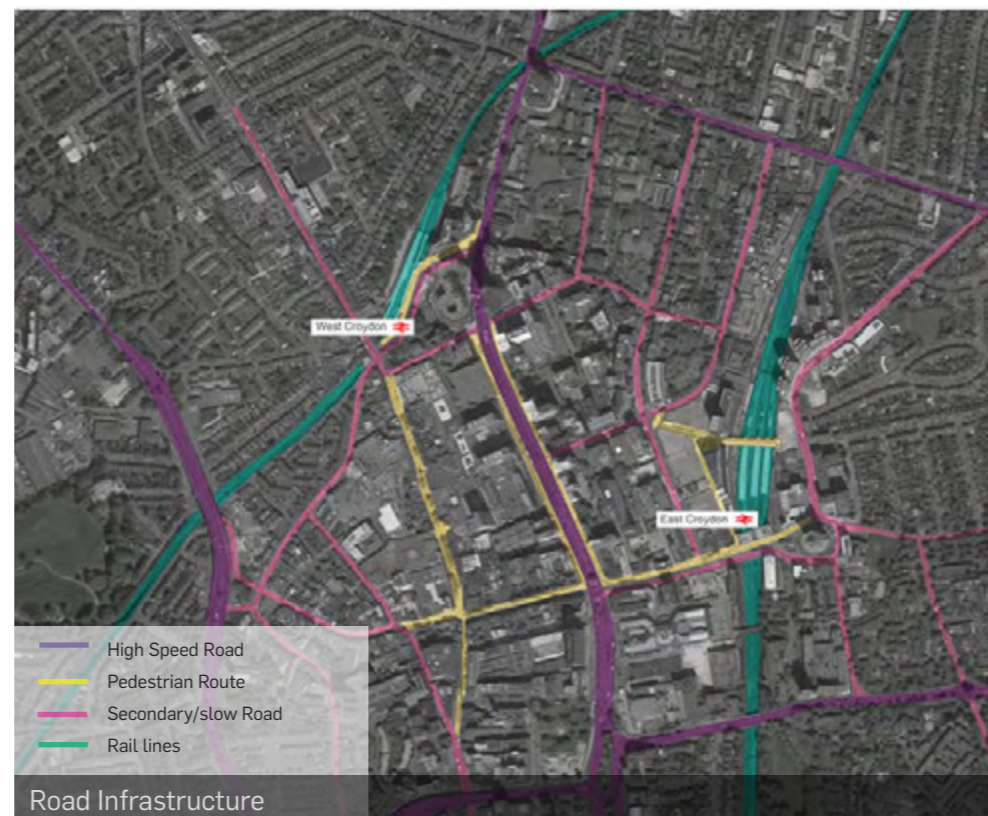 West Croydon
East Croydon
High Speed Road
Pedestrian Route
Secondary/slow Road
Rail lines
Road Infrastructure